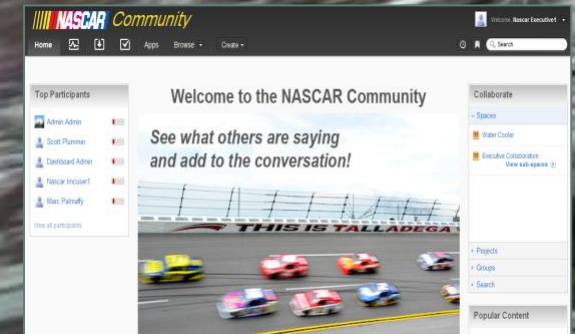 NASCAR Community
Welcome, Nascar Executive1
Home
Apps
Browse
Create
Search
Top Participants
Admin Admin
Scott Plummer
Dashboard Admin
Nascar Imcuser1
Marc Palmaffy
View all participants
Welcome to the NASCAR Community
See what others are saying
and add to the conversation!
THIS IS TALLADEGA
Collaborate
Spaces
Water Cooler
Executive Collaboration
View sub-spaces
Projects
Groups
Search
Popular Content